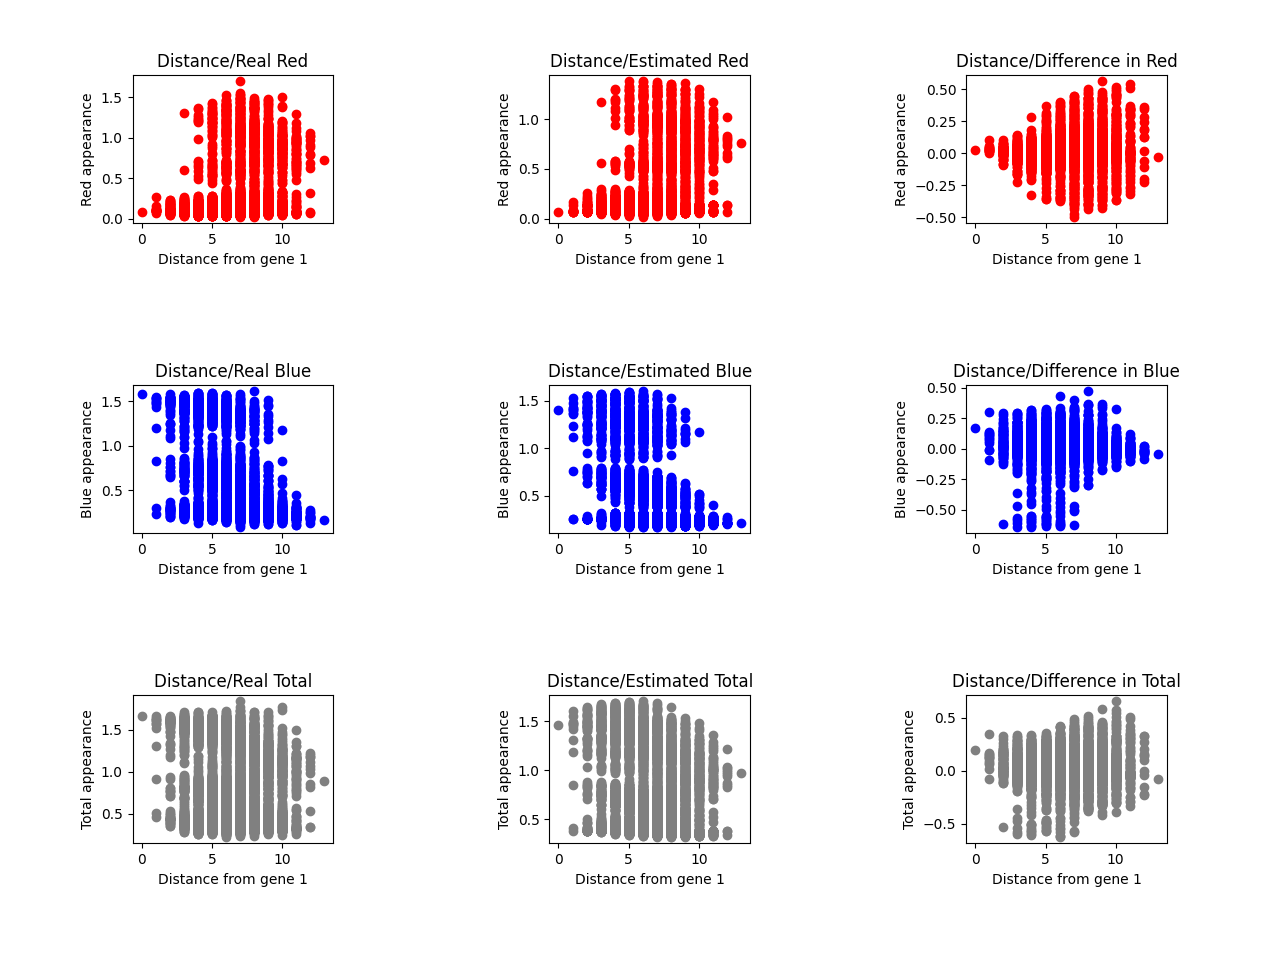 Distance/Real Red
Distance/Estimated Red
Distance/Difference in Red
Red appearance
1.5
1.0
0.5
0.0
0 5 10
Distance from gene 1
Red appearance
1.0
0.5
0.0
0 5 10
Distance from gene 1
Red appearance
0.50
0.25
0.00
−0.25
−0.50
0 5 10
Distance from gene 1
Distance/Real Blue
Distance/Estimated Blue
Distance/Difference in Blue
Blue appearance
1.5
1.0
0.5
0 5 10
Distance from gene 1
Blue appearance
1.5
1.0
0.5
0 5 10
Distance from gene 1
Blue appearance
0.50
0.25
0.00
−0.25
−0.50
0 5 10
Distance from gene 1
Distance/Real Total
Distance/Estimated Total
Distance/Difference in Total
Total appearance
1.5
1.0
0.5
0 5 10
Distance from gene 1
Total appearance
1.5
1.0
0.5
0 5 10
Distance from gene 1
Total appearance
0.5
0.0
−0.5
0 5 10
Distance from gene 1